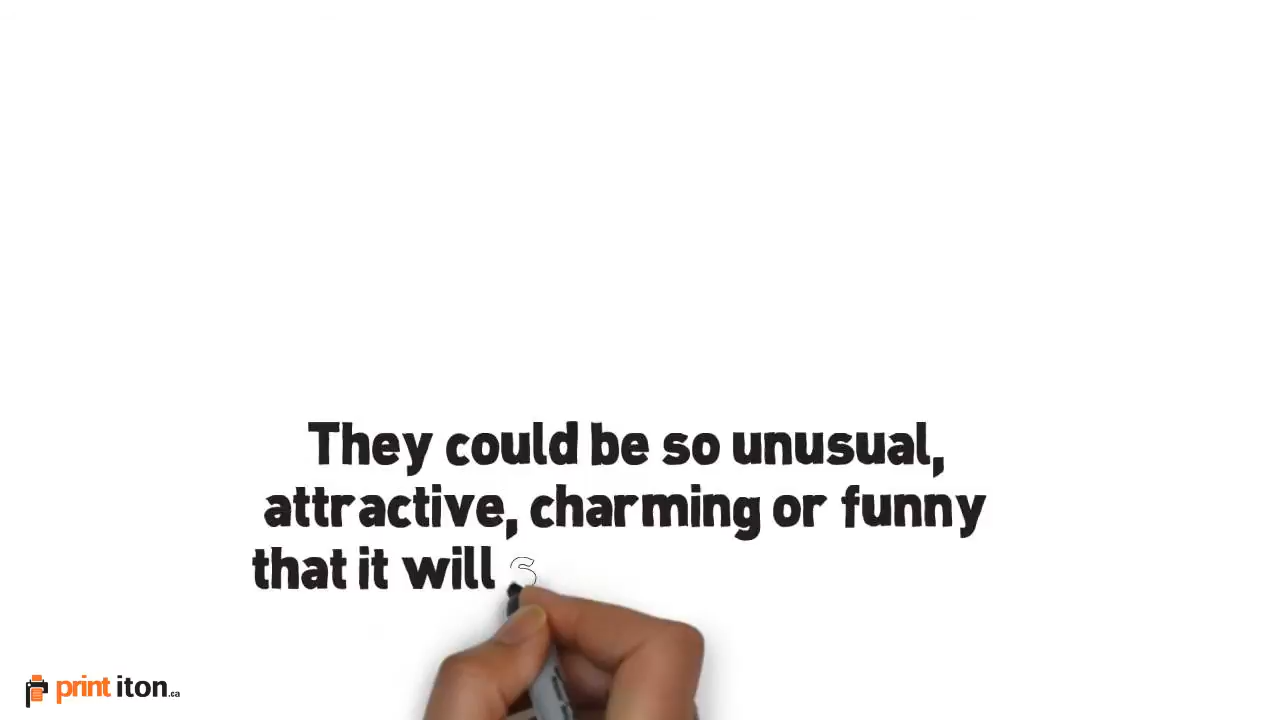 They could be so unusual,
attractive, charming or funny
that it will s
print iton.ca